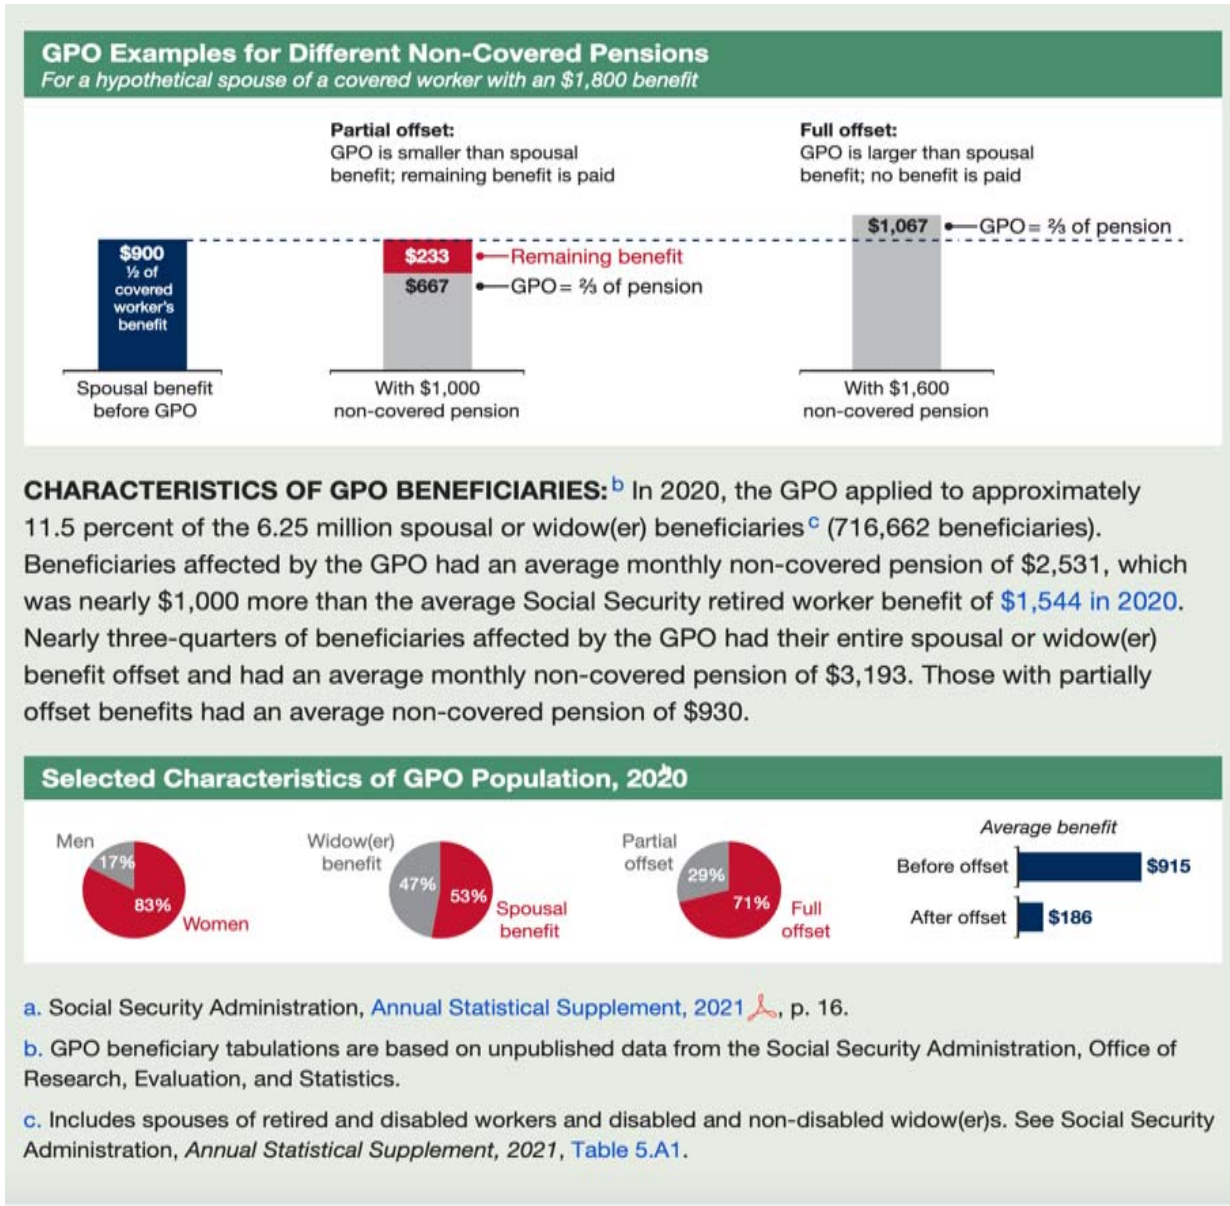 GPO Examples for Different Non-Covered Pensions
For a hypothetical spouse of a covered worker with an $1,800 benefit
Partial offset:
GPO is smaller than spousal
benefit; remaining benefit is paid
Full offset:
GPO is larger than spousal
benefit; no benefit is paid
$900
½ of
covered
worker's
benefit
Spousal benefit
before GPO
$233
Remaining benefit
$667
GPO= ⅔ of pension
With $1,000
non-covered pension
$1,067
GPO= ⅔ of pension
With $1,600
non-covered pension
CHARACTERISTICS OF GPO BENEFICIARIES: b In 2020, the GPO applied to approximately
11.5 percent of the 6.25 million spousal or widow(er) beneficiaries c (716,662 beneficiaries).
Beneficiaries affected by the GPO had an average monthly non-covered pension of $2,531, which
was nearly $1,000 more than the average Social Security retired worker benefit of $1,544 in 2020.
Nearly three-quarters of beneficiaries affected by the GPO had their entire spousal or widow(er)
benefit offset and had an average monthly non-covered pension of $3,193. Those with partially
offset benefits had an average non-covered pension of $930.
Selected Characteristics of GPO Population, 2020
Men
17%
83%
Women
Widow(er)
benefit
47%
53%
Spousal
benefit
Partial
offset
29%
71%
Full
offset
Average benefit
Before offset
$915
After offset
$186
a. Social Security Administration, Annual Statistical Supplement, 2021, p. 16.
b. GPO beneficiary tabulations are based on unpublished data from the Social Security Administration, Office of
Research, Evaluation, and Statistics.
c. Includes spouses of retired and disabled workers and disabled and non-disabled widow(er)s. See Social Security
Administration, Annual Statistical Supplement, 2021, Table 5.A1.